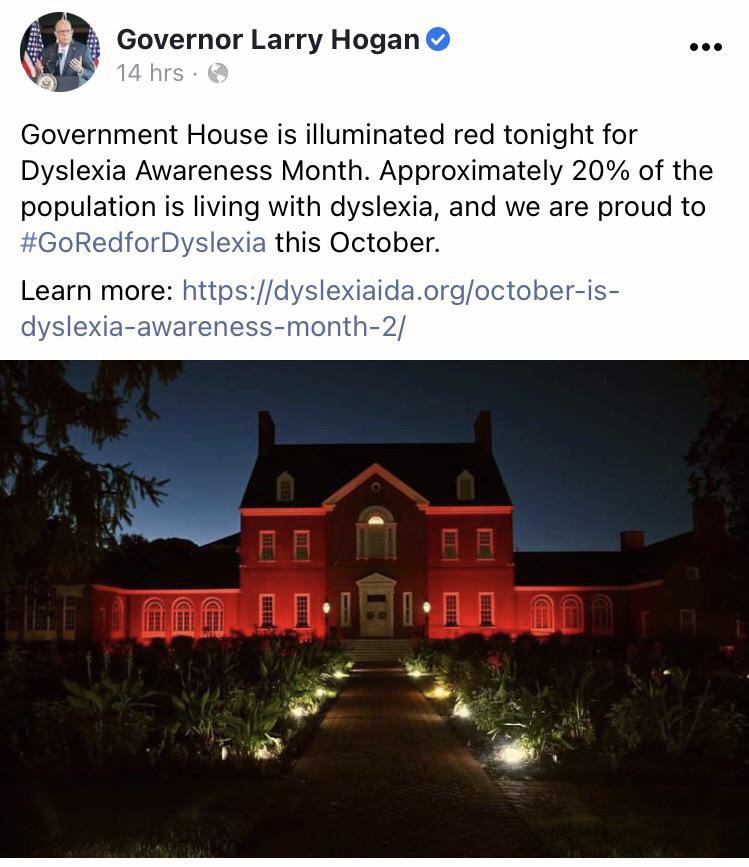 Governor Larry Hogan
14 hrs ·
Government House is illuminated red tonight for
Dyslexia Awareness Month. Approximately 20% of the
population is living with dyslexia, and we are proud to
#GoRedforDyslexia this October.
Learn more: https://dyslexiaida.org/october-is-
dyslexia-awareness-month-2/